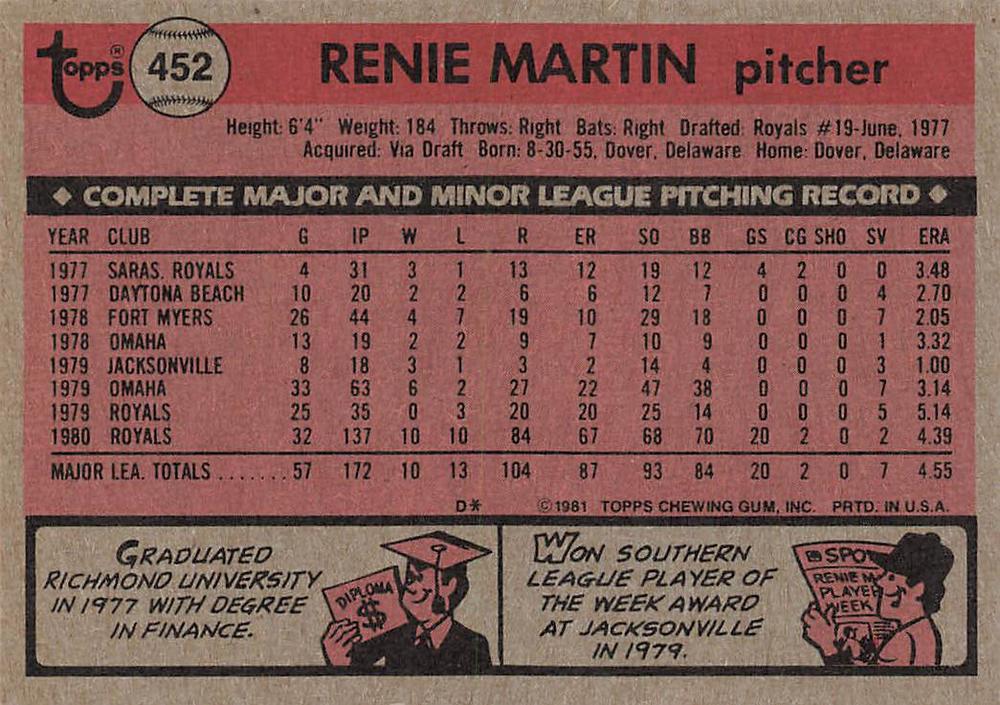 Topps® 452 RENIE MARTIN pitcher
Height: 6'4" Weight: 184 Throws: Right Bats: Right Drafted: Royals #19-June, 1977
Acquired: Via Draft Born: 8-30-55, Dover, Delaware Home: Dover, Delaware
◆ COMPLETE MAJOR AND MINOR LEAGUE PITCHING RECORD ◆
YEAR CLUB G IP W L R ER SO BB GS CG SHO SV ERA
1977 SARAS. ROYALS 4 31 3 1 13 12 19 12 4 2 0 0 3.48
1977 DAYTONA BEACH 10 20 2 2 6 6 12 7 0 0 0 4 2.70
1978 FORT MYERS 26 44 4 7 19 10 29 18 0 0 0 7 2.05
1978 OMAHA 13 19 2 2 9 7 10 9 0 0 0 1 3.32
1979 JACKSONVILLE 8 18 3 1 3 2 14 4 0 0 0 3 1.00
1979 OMAHA 33 63 6 2 27 22 47 38 0 0 0 7 3.14
1979 ROYALS 25 35 0 3 20 20 25 14 0 0 0 5 5.14
1980 ROYALS 32 137 10 10 84 67 68 70 20 2 0 2 4.39
MAJOR LEA. TOTALS ....... 57 172 10 13 104 87 93 84 20 2 0 7 4.55
D* ©1981 TOPPS CHEWING GUM, INC. PRTD. IN U.S.A.
GRADUATED
RICHMOND UNIVERSITY
IN 1977 WITH DEGREE
IN FINANCE.
DIPLOMA
$
WON SOUTHERN
LEAGUE PLAYER OF
THE WEEK AWARD
AT JACKSONVILLE
IN 1979.
SPO
RENIE M
PLAYER
WEEK